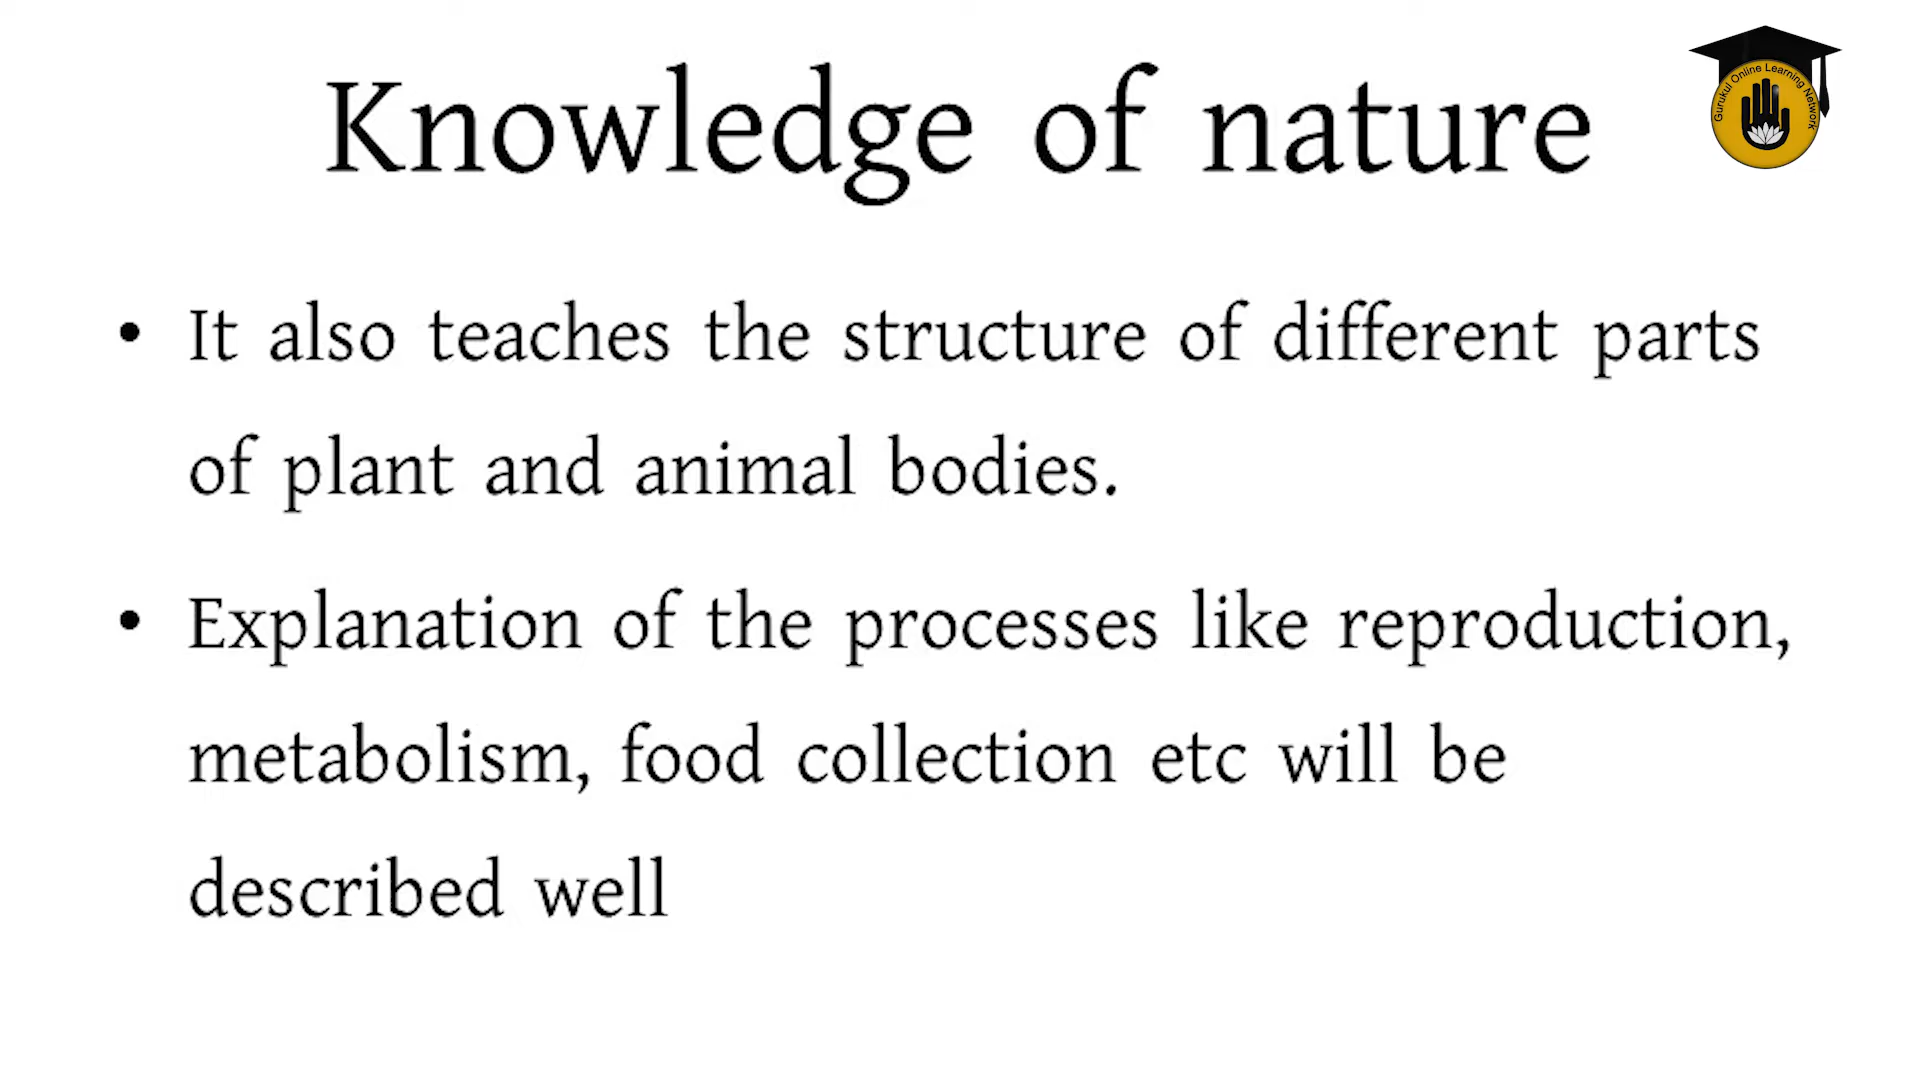 Knowledge of nature
Gurukul Online Learning Network
• It also teaches the structure of different parts
of plant and animal bodies.
• Explanation of the processes like reproduction,
metabolism, food collection etc will be
described well